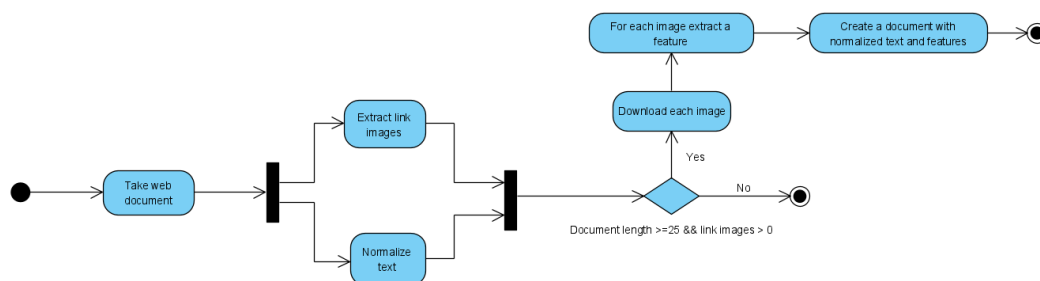 Take web
document
Extract link
images
Normalize
text
Document length >=25 && link images > 0
Yes
No
Download each image
For each image extract a
feature
Create a document with
normalized text and features